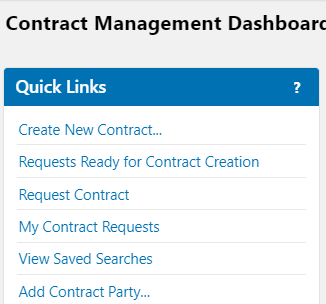 Contract Management Dashboard
Quick Links ?
Create New Contract...
Requests Ready for Contract Creation
Request Contract
My Contract Requests
View Saved Searches
Add Contract Party...